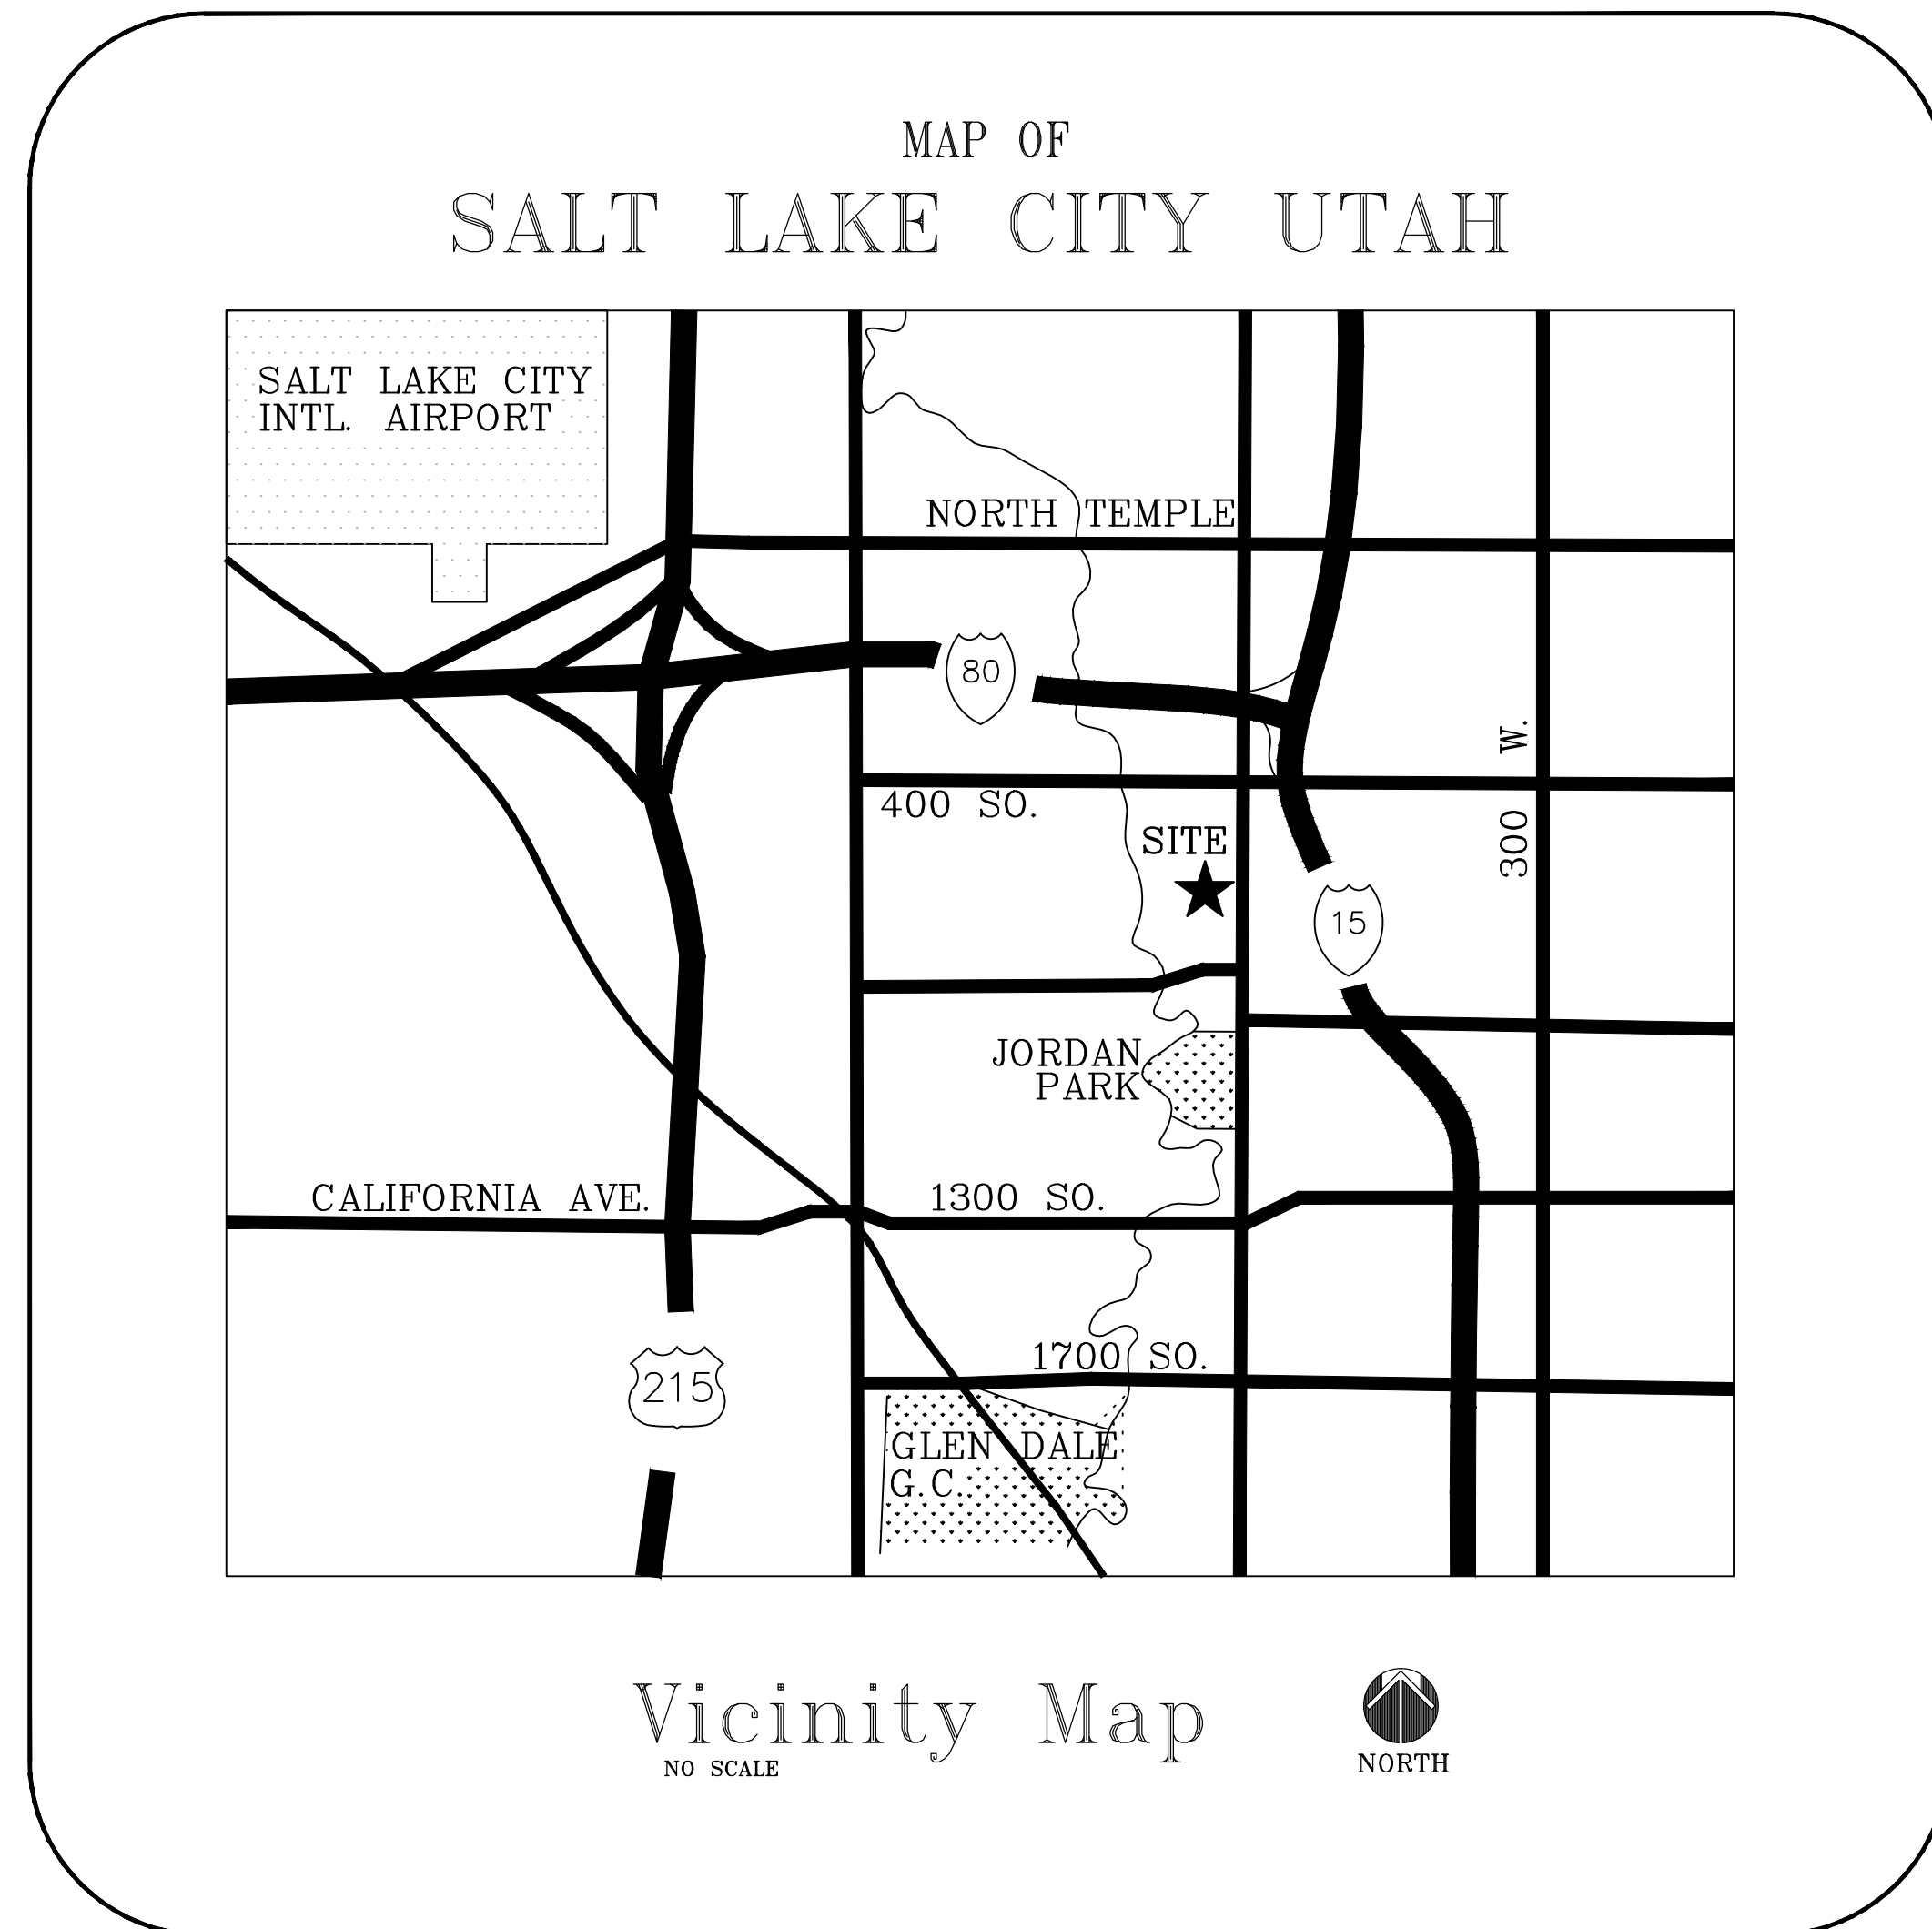 MAP OF
SALT LAKE CITY UTAH
SALT LAKE CITY
INTL. AIRPORT
NORTH TEMPLE
80
300 W.
400 SO.
SITE
15
JORDAN
PARK
CALIFORNIA AVE.
1300 SO.
1700 SO.
215
GLEN DALE
G.C.
Vicinity Map
NO SCALE
NORTH